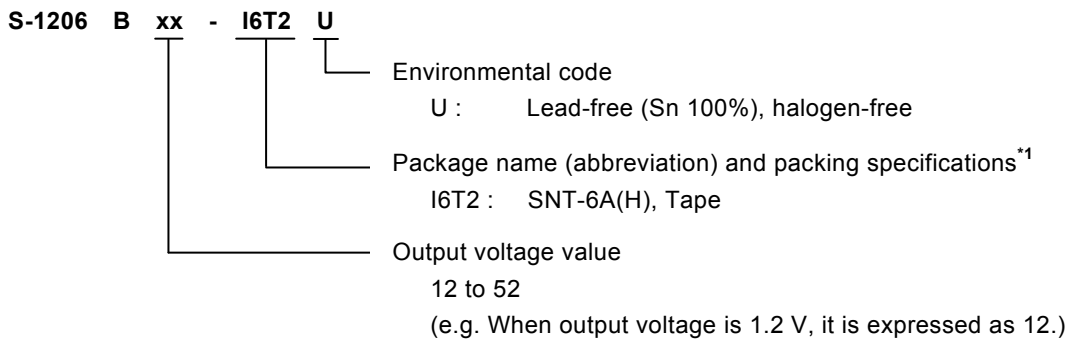 S-1206 B xx - I6T2 U
Environmental code
U : Lead-free (Sn 100%), halogen-free
Package name (abbreviation) and packing specifications*1
I6T2 : SNT-6A(H), Tape
Output voltage value
12 to 52
(e.g. When output voltage is 1.2 V, it is expressed as 12.)